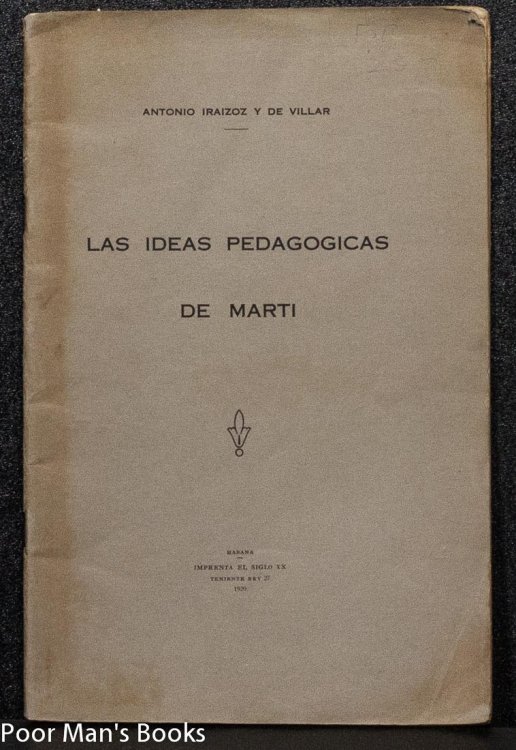 ANTONIO IRAIZOZ Y DE VILLAR
LAS IDEAS PEDAGOGICAS
DE MARTI
HABANA
IMPRENTA EL SIGLO XX
TENIENTE REY 27
1920
Poor Man's Books